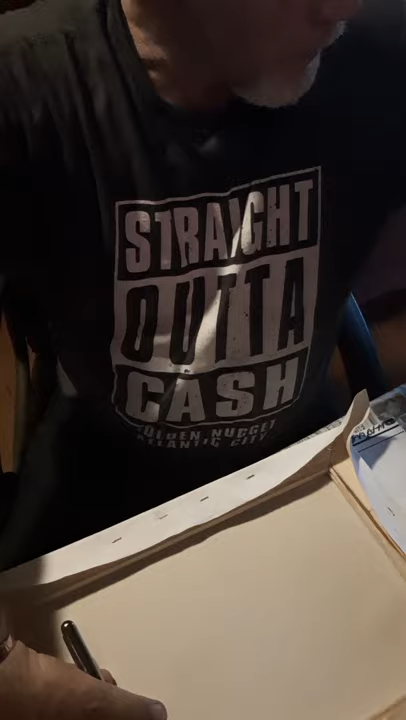 STRAIGHT
OUTTA
CASH
GOLDEN NUGGET
ATLANTIC CITY